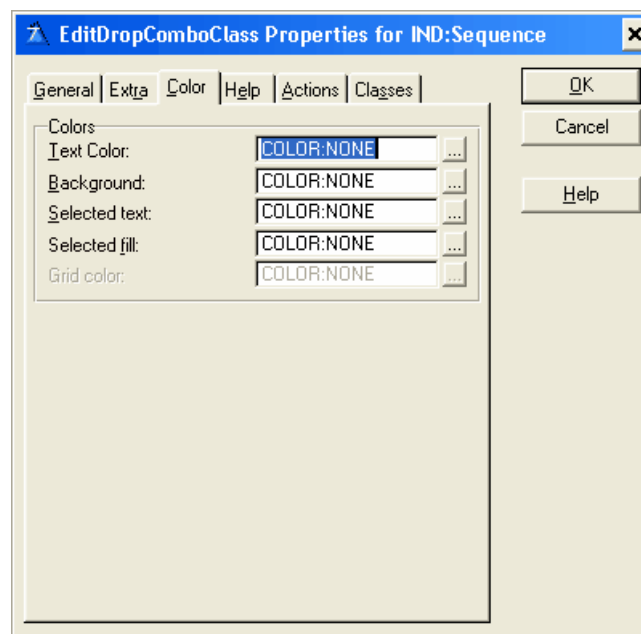 EditDropComboClass Properties for IND:Sequence
General Extra Color Help Actions Classes
OK
Cancel
Help
Colors
Text Color: COLOR:NONE ...
Background: COLOR:NONE ...
Selected text: COLOR:NONE ...
Selected fill: COLOR:NONE ...
Grid color: COLOR:NONE ...